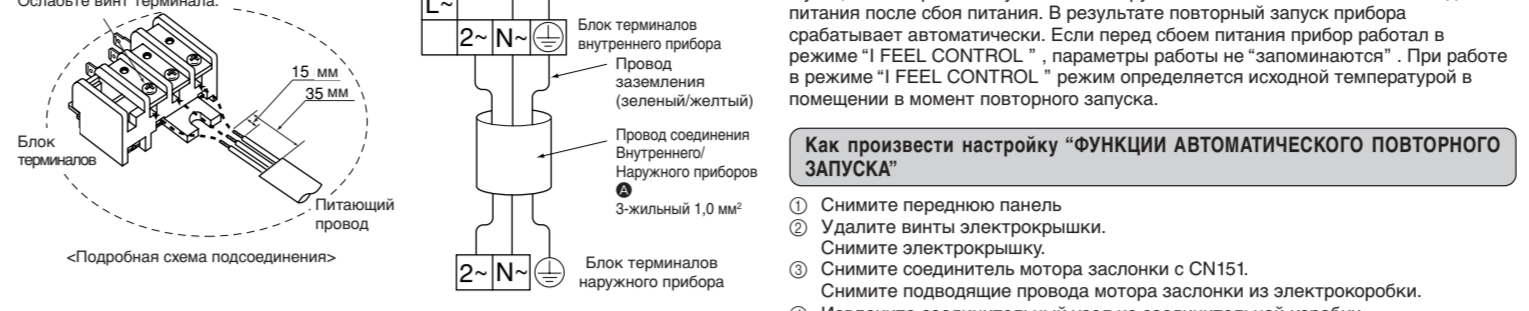 Ослабьте винт терминала.
15 мм
35 мм
Блок
терминалов
Питающий
провод
<Подробная схема подсоединения>
L~
2~ N~
Блок терминалов
внутреннего прибора
Провод
заземления
(зеленый/желтый)
Провод соединения
Внутреннего/
Наружного приборов
A
3-жильный 1,0 мм²
2~ N~
Блок терминалов
наружного прибора
питания после сбоя питания. В результате повторный запуск прибора
срабатывает автоматически. Если перед сбоем питания прибор работал в
режиме “I FEEL CONTROL ” , параметры работы не “запоминаются” . При работе
в режиме “I FEEL CONTROL ” режим определяется исходной температурой в
помещении в момент повторного запуска.
Как произвести настройку “ФУНКЦИИ АВТОМАТИЧЕСКОГО ПОВТОРНОГО
ЗАПУСКА”
① Снимите переднюю панель
② Удалите винты электрокрышки.
Снимите электрокрышку.
③ Снимите соединитель мотора заслонки с CN151.
Снимите подводящие провода мотора заслонки из электрокоробки.